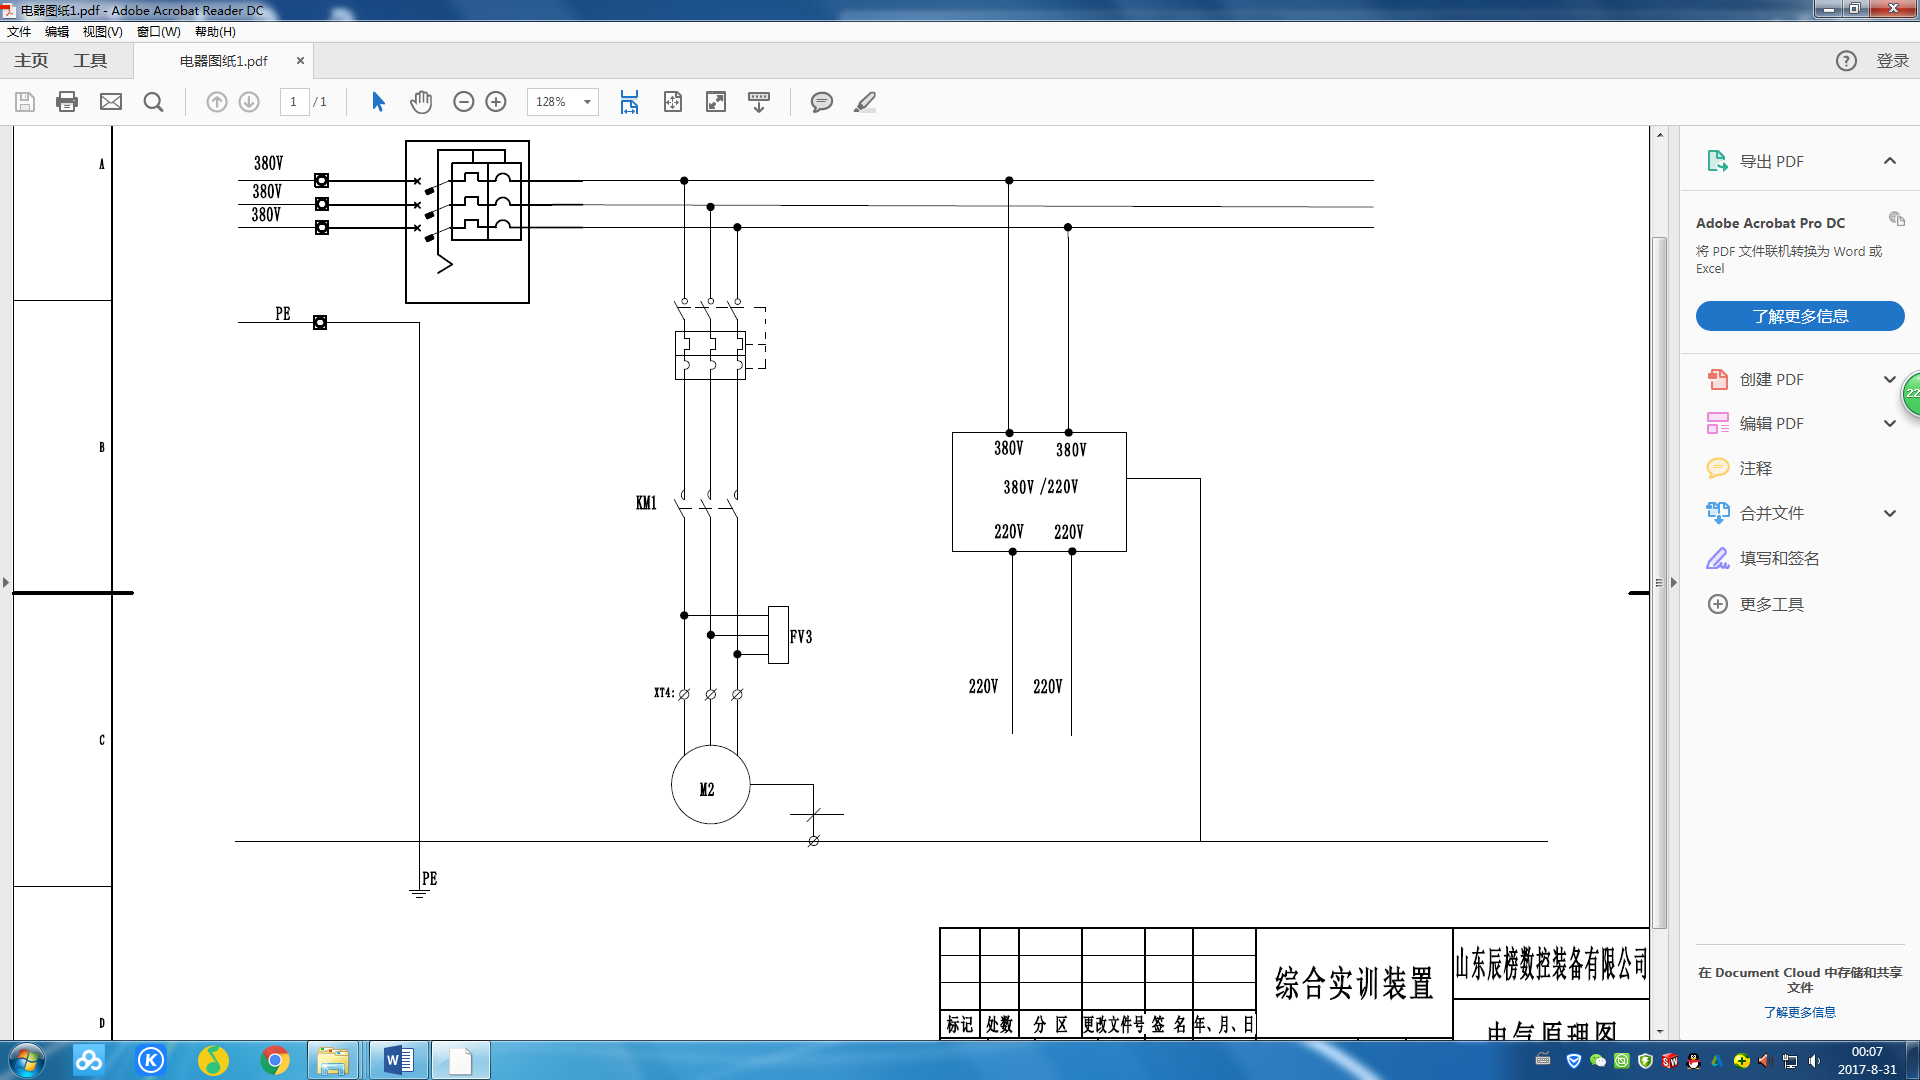 电器图纸1.pdf - Adobe Acrobat Reader DC
文件 编辑 视图(V) 窗口(W) 帮助(H)
主页 工具 电器图纸1.pdf × ? 登录
1 / 1 128%
A
380V
380V
380V
PE
B
KM1
380V 380V
380V /220V
220V 220V
FV3
XT4:
220V 220V
C
M2
PE
D
标记 处数 分 区 更改文件号 签 名 年、月、日
综合实训装置
山东辰榜数控装备有限公司
电气原理图
导出 PDF
Adobe Acrobat Pro DC
将 PDF 文件联机转换为 Word 或
Excel
了解更多信息
创建 PDF
22
编辑 PDF
注释
合并文件
填写和签名
更多工具
在 Document Cloud 中存储和共享
文件
了解更多信息
00:07
2017-8-31